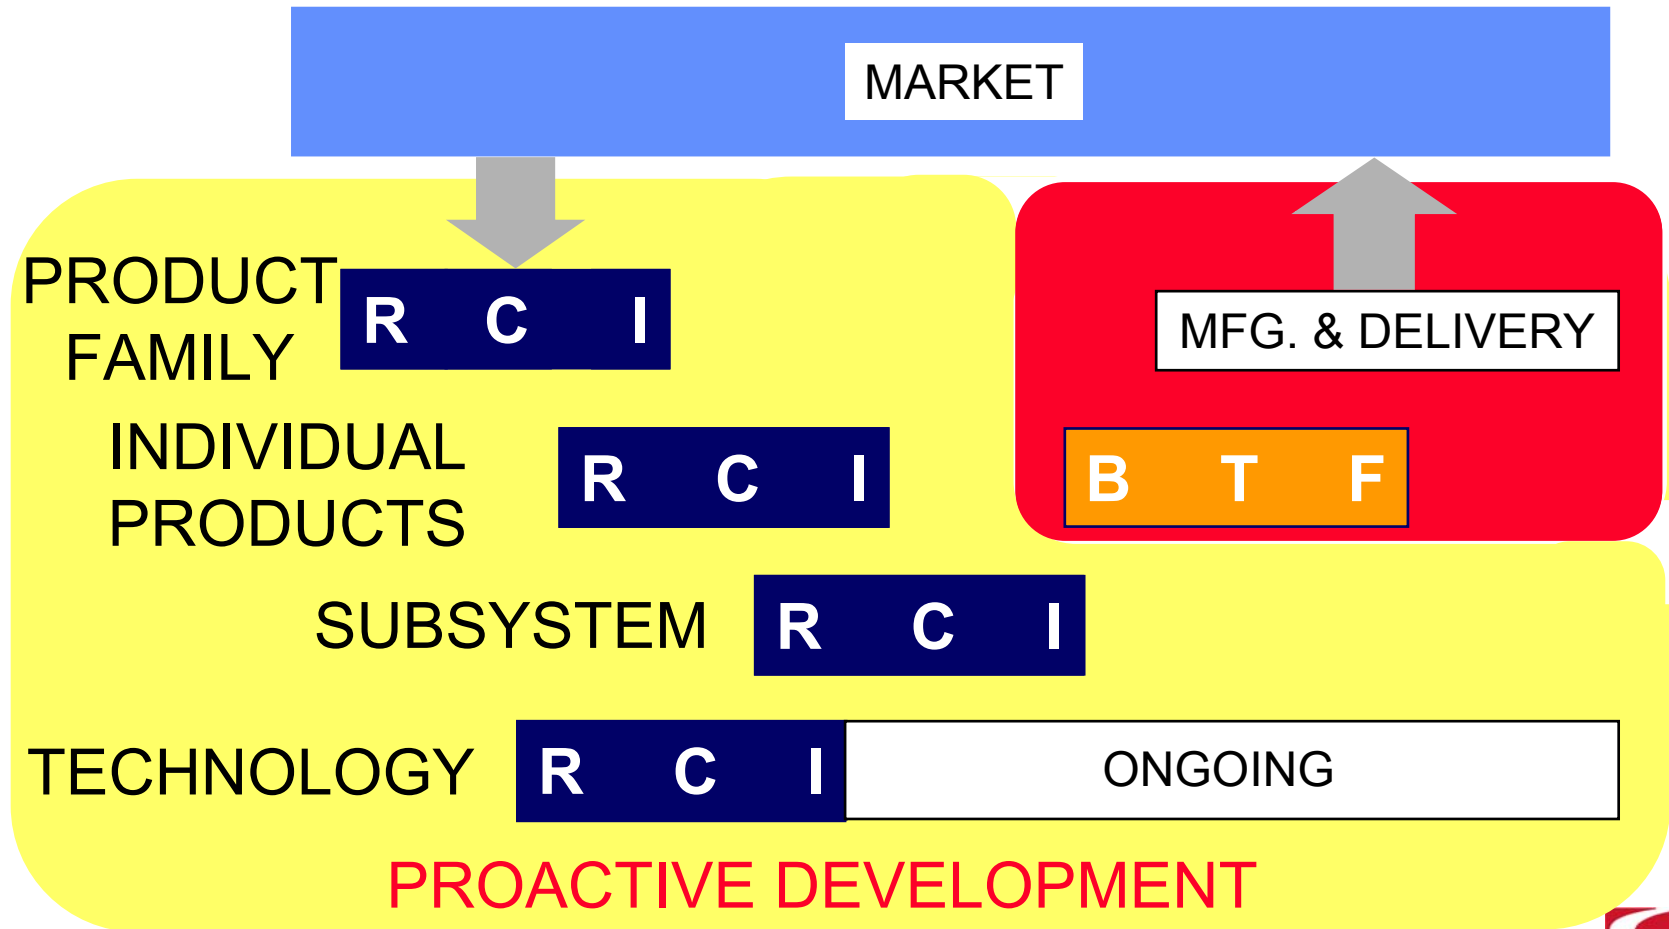 MARKET
PRODUCT
FAMILY
R C I
MFG. & DELIVERY
INDIVIDUAL
PRODUCTS
R C I
B T F
SUBSYSTEM
R C I
TECHNOLOGY
R C I
ONGOING
PROACTIVE DEVELOPMENT